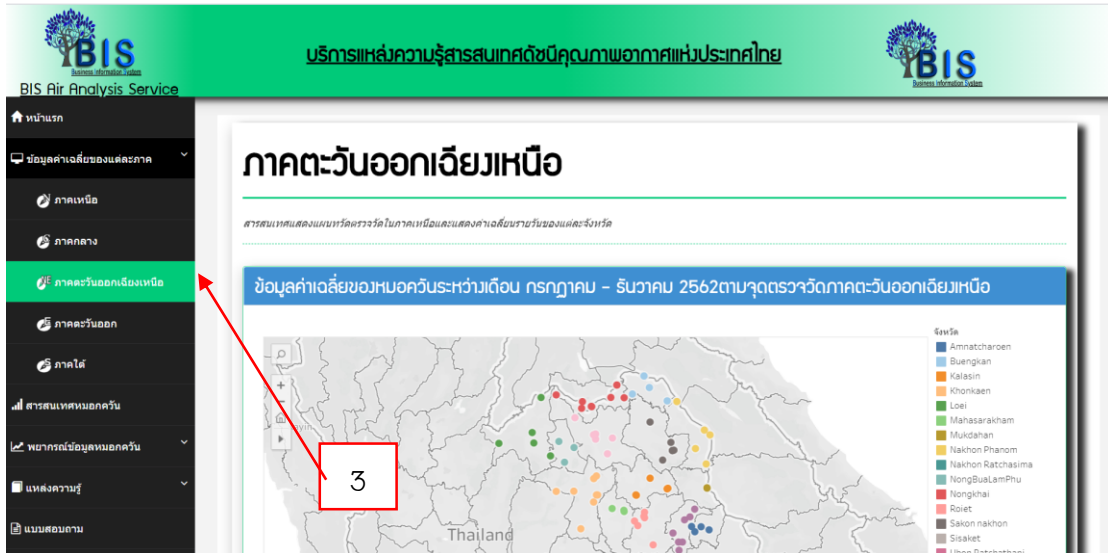 BIS
Business Information System
BIS Air Analysis Service
บริการแหล่งความรู้สารสนเทศดัชนีคุณภาพอากาศแห่งประเทศไทย
BIS
Business Information System
หน้าแรก
ข้อมูลค่าเฉลี่ยของแต่ละภาค
ภาคเหนือ
ภาคกลาง
ภาคตะวันออกเฉียงเหนือ
ภาคตะวันออก
ภาคใต้
สารสนเทศหมอกควัน
พยากรณ์ข้อมูลหมอกควัน
แหล่งความรู้
แบบสอบถาม
ภาคตะวันออกเฉียงเหนือ
สารสนเทศแสดงแผนทวัดตรวจวัดในภาคเหนือและแสดงค่าเฉลี่ยบรายวันของแต่ละจังหวัด
ข้อมูลค่าเฉลี่ยของหมอควันระหว่างเดือน กรกฎาคม - ธันวาคม 2562ตามจุดตรวจวัดภาคตะวันออกเฉียงเหนือ
3
Thailand
จังหวัด
Amnatcharoen
Buengkan
Kalasin
Khonkaen
Loei
Mahasarakham
Mukdahan
Nakhon Phanom
Nakhon Ratchasima
NongBuaLamPhu
Nongkhai
Roiet
Sakon nakhon
Sisaket
Ubon Ratchathani